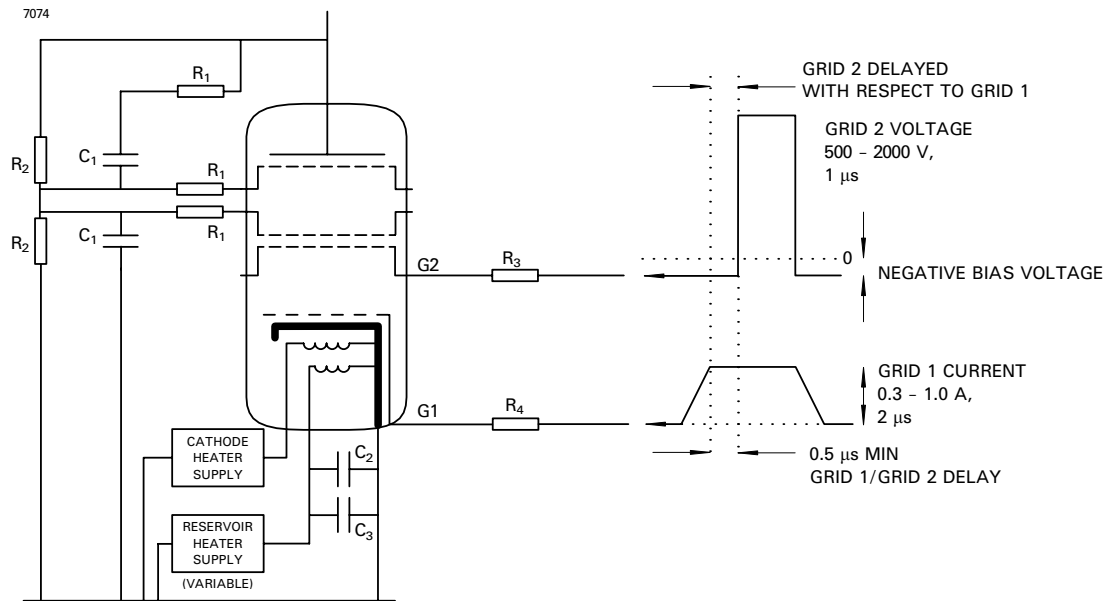 7074
R1
R2
C1
R1
R1
R2
C1
G2
R3
G1
R4
CATHODE
HEATER
SUPPLY
C2
C3
RESERVOIR
HEATER
SUPPLY
(VARIABLE)
GRID 2 DELAYED
WITH RESPECT TO GRID 1
GRID 2 VOLTAGE
500 – 2000 V,
1 μs
0
NEGATIVE BIAS VOLTAGE
GRID 1 CURRENT
0.3 – 1.0 A,
2 μs
0.5 μs MIN
GRID 1/GRID 2 DELAY